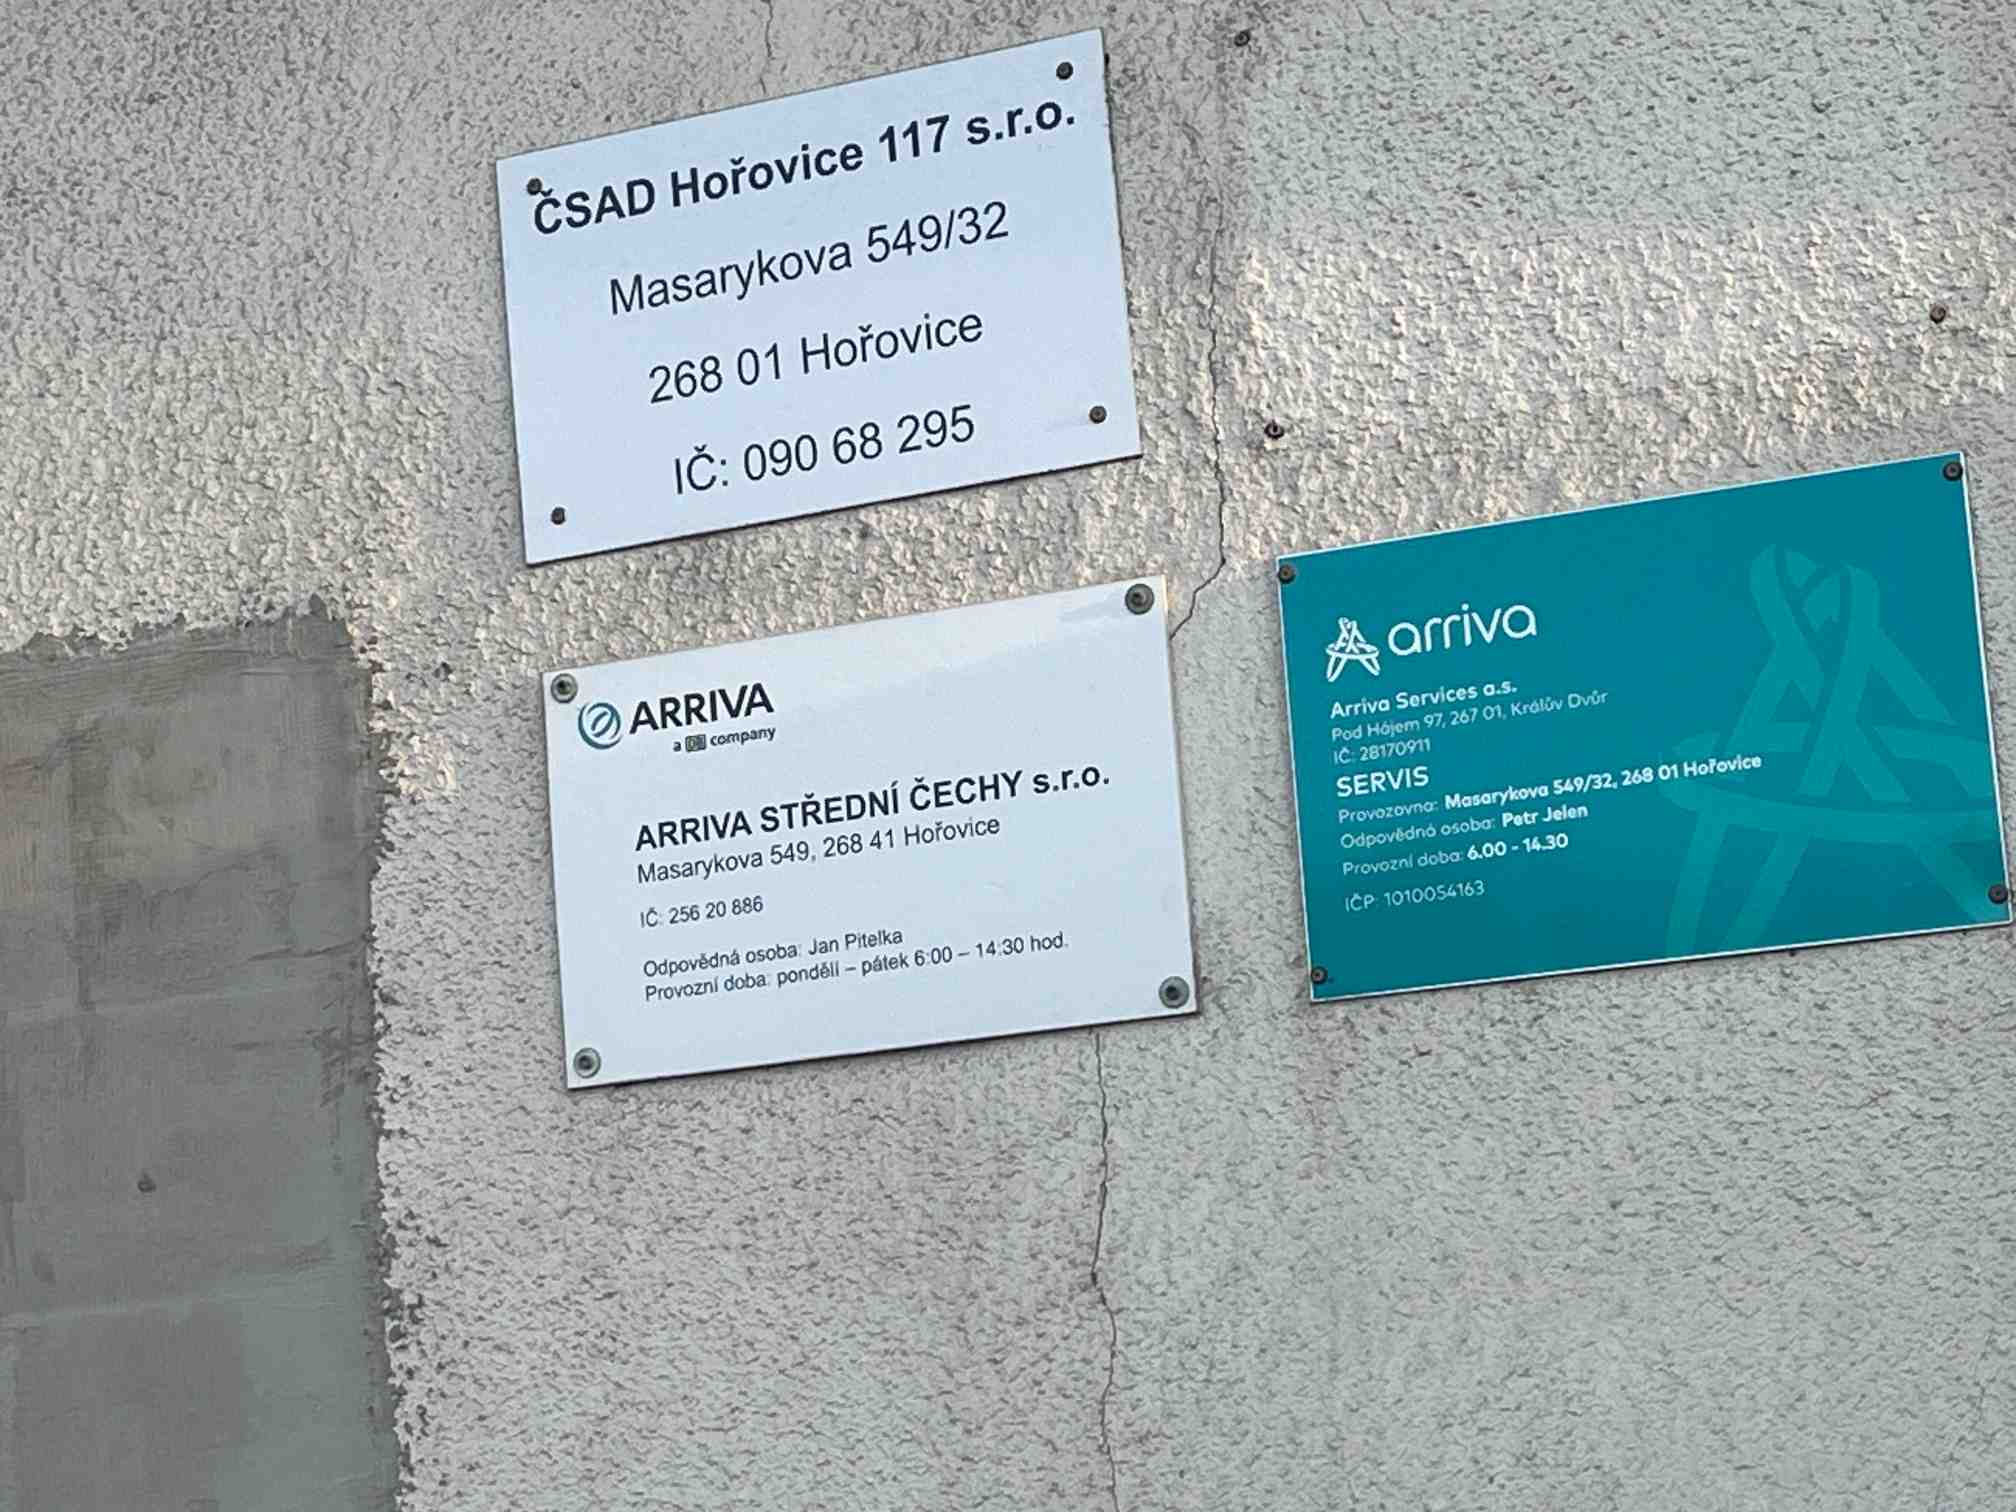 ČSAD Hořovice 117 s.r.o.
Masarykova 549/32
268 01 Hořovice
IČ: 090 68 295
ARRIVA
a DB company
ARRIVA STŘEDNÍ ČECHY s.r.o.
Masarykova 549, 268 41 Hořovice
IČ: 256 20 886
Odpovědná osoba: Jan Pitelka
Provozní doba: pondělí – pátek 6:00 – 14:30 hod.
arriva
Arriva Services a.s.
Pod Hájem 97, 267 01, Králův Dvůr
IČ: 28170911
SERVIS
Provozovna: Masarykova 549/32, 268 01 Hořovice
Odpovědná osoba: Petr Jelen
Provozní doba: 6.00 - 14.30
IČP: 1010054163